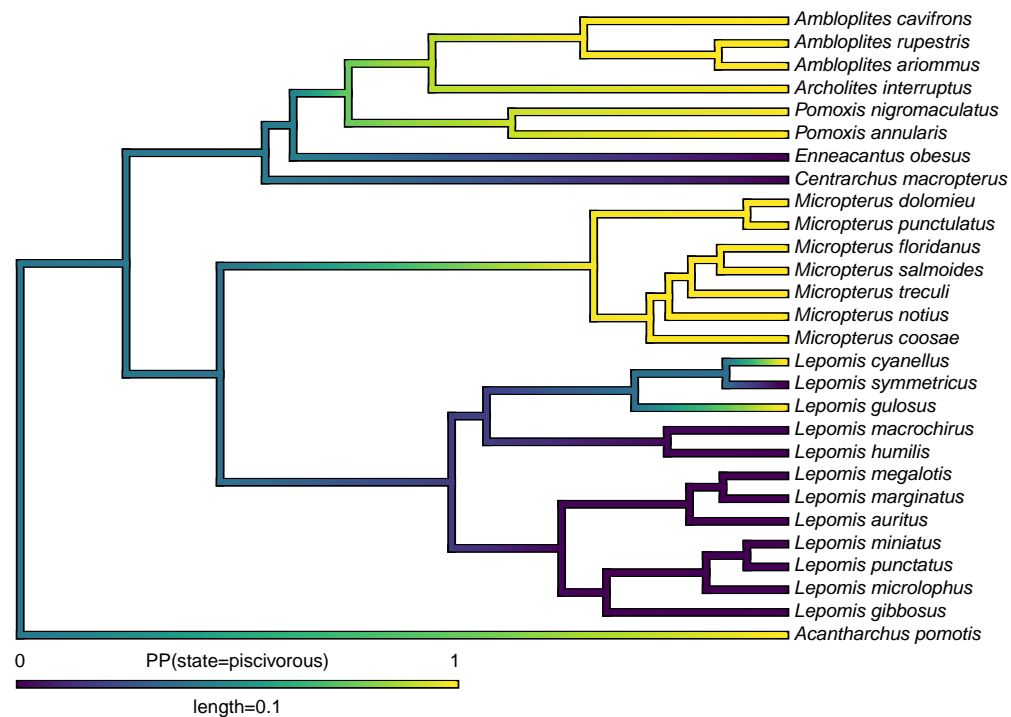 Ambloplites cavifrons
Ambloplites rupestris
Ambloplites ariommus
Archolites interruptus
Pomoxis nigromaculatus
Pomoxis annularis
Enneacantus obesus
Centrarchus macropterus
Micropterus dolomieu
Micropterus punctulatus
Micropterus floridanus
Micropterus salmoides
Micropterus treculi
Micropterus notius
Micropterus coosae
Lepomis cyanellus
Lepomis symmetricus
Lepomis gulosus
Lepomis macrochirus
Lepomis humilis
Lepomis megalotis
Lepomis marginatus
Lepomis auritus
Lepomis miniatus
Lepomis punctatus
Lepomis microlophus
Lepomis gibbosus
Acantharchus pomotis
0 PP(state=piscivorous) 1
length=0.1